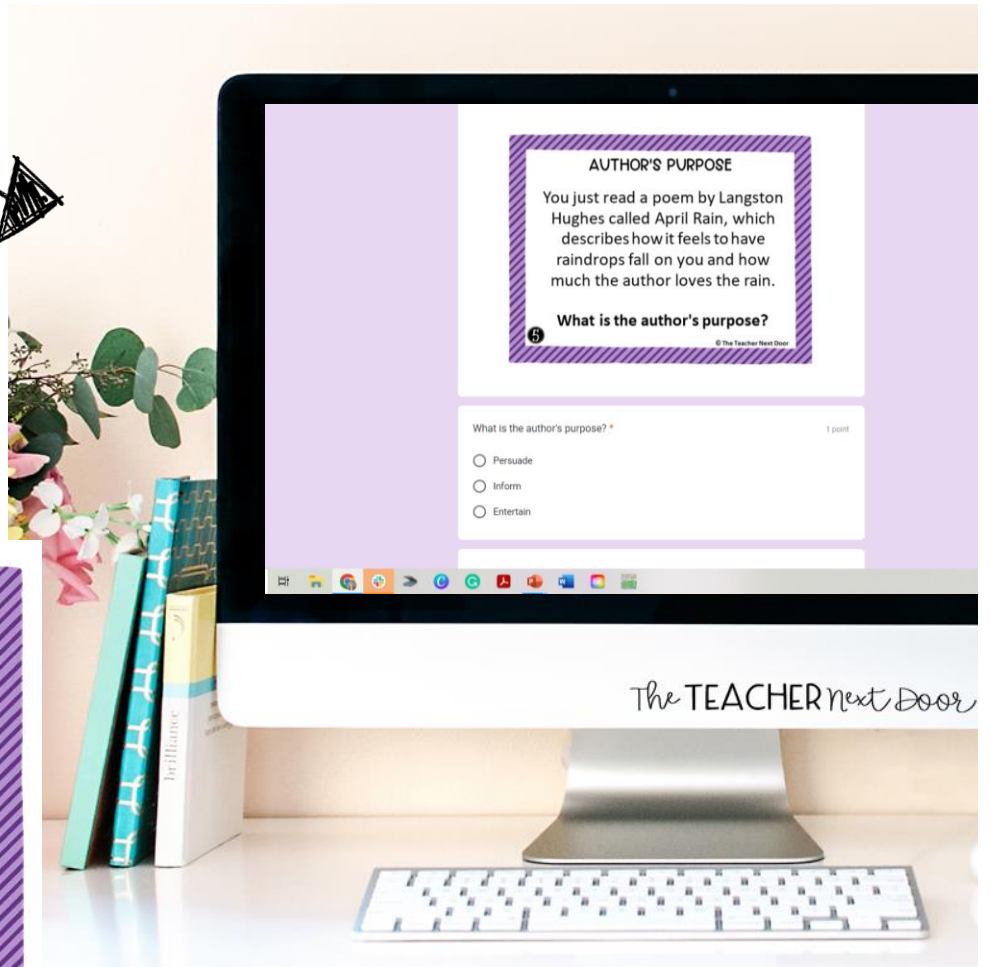 AUTHOR'S PURPOSE
You just read a poem by Langston
Hughes called April Rain, which
describes how it feels to have
raindrops fall on you and how
much the author loves the rain.
What is the author's purpose?
5
© The Teacher Next Door
What is the author's purpose? *
1 point
Persuade
Inform
Entertain
The TEACHER Next Door
brilliance